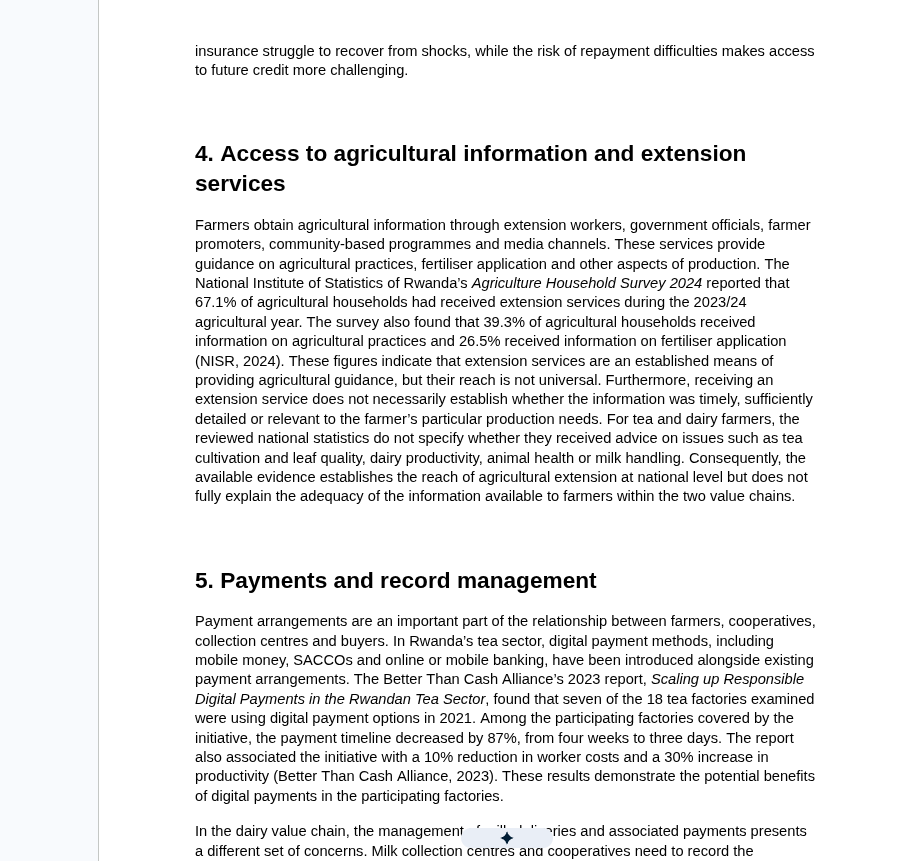 insurance struggle to recover from shocks, while the risk of repayment difficulties makes access
to future credit more challenging.
4. Access to agricultural information and extension
services
Farmers obtain agricultural information through extension workers, government officials, farmer
promoters, community-based programmes and media channels. These services provide
guidance on agricultural practices, fertiliser application and other aspects of production. The
National Institute of Statistics of Rwanda’s Agriculture Household Survey 2024 reported that
67.1% of agricultural households had received extension services during the 2023/24
agricultural year. The survey also found that 39.3% of agricultural households received
information on agricultural practices and 26.5% received information on fertiliser application
(NISR, 2024). These figures indicate that extension services are an established means of
providing agricultural guidance, but their reach is not universal. Furthermore, receiving an
extension service does not necessarily establish whether the information was timely, sufficiently
detailed or relevant to the farmer’s particular production needs. For tea and dairy farmers, the
reviewed national statistics do not specify whether they received advice on issues such as tea
cultivation and leaf quality, dairy productivity, animal health or milk handling. Consequently, the
available evidence establishes the reach of agricultural extension at national level but does not
fully explain the adequacy of the information available to farmers within the two value chains.
5. Payments and record management
Payment arrangements are an important part of the relationship between farmers, cooperatives,
collection centres and buyers. In Rwanda’s tea sector, digital payment methods, including
mobile money, SACCOs and online or mobile banking, have been introduced alongside existing
payment arrangements. The Better Than Cash Alliance’s 2023 report, Scaling up Responsible
Digital Payments in the Rwandan Tea Sector, found that seven of the 18 tea factories examined
were using digital payment options in 2021. Among the participating factories covered by the
initiative, the payment timeline decreased by 87%, from four weeks to three days. The report
also associated the initiative with a 10% reduction in worker costs and a 30% increase in
productivity (Better Than Cash Alliance, 2023). These results demonstrate the potential benefits
of digital payments in the participating factories.
In the dairy value chain, the management of milk deliveries and associated payments presents
a different set of concerns. Milk collection centres and cooperatives need to record the